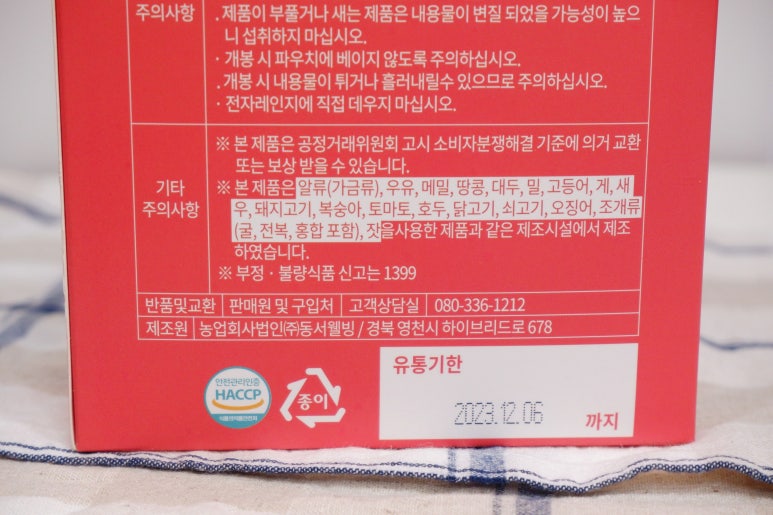 주의사항
. 제품이 부풀거나 새는 제품은 내용물이 변질 되었을 가능성이 높으
니 섭취하지 마십시오.
· 개봉 시 파우치에 베이지 않도록 주의하십시오.
. 개봉 시 내용물이 튀거나 흘러내릴수 있으므로 주의하십시오.
· 전자레인지에 직접 데우지 마십시오.
기타
주의사항
※ 본 제품은 공정거래위원회 고시 소비자분쟁해결 기준에 의거 교환
또는 보상 받을 수 있습니다.
※ 본 제품은 알류(가금류), 우유, 메밀, 땅콩, 대두, 밀, 고등어, 게, 새
우, 돼지고기, 복숭아, 토마토, 호두, 닭고기, 쇠고기, 오징어, 조개류
(굴, 전복, 홍합 포함), 잣을사용한 제품과 같은 제조시설에서 제조
하였습니다.
※ 부정 · 불량식품 신고는 1399
반품및교환 판매원 및 구입처 고객상담실 080-336-1212
제조원 농업회사법인㈜동서웰빙 / 경북 영천시 하이브리드로 678
안전관리인증
HACCP
식품의약품안전처
종이
유통기한
2023.12.06
까지